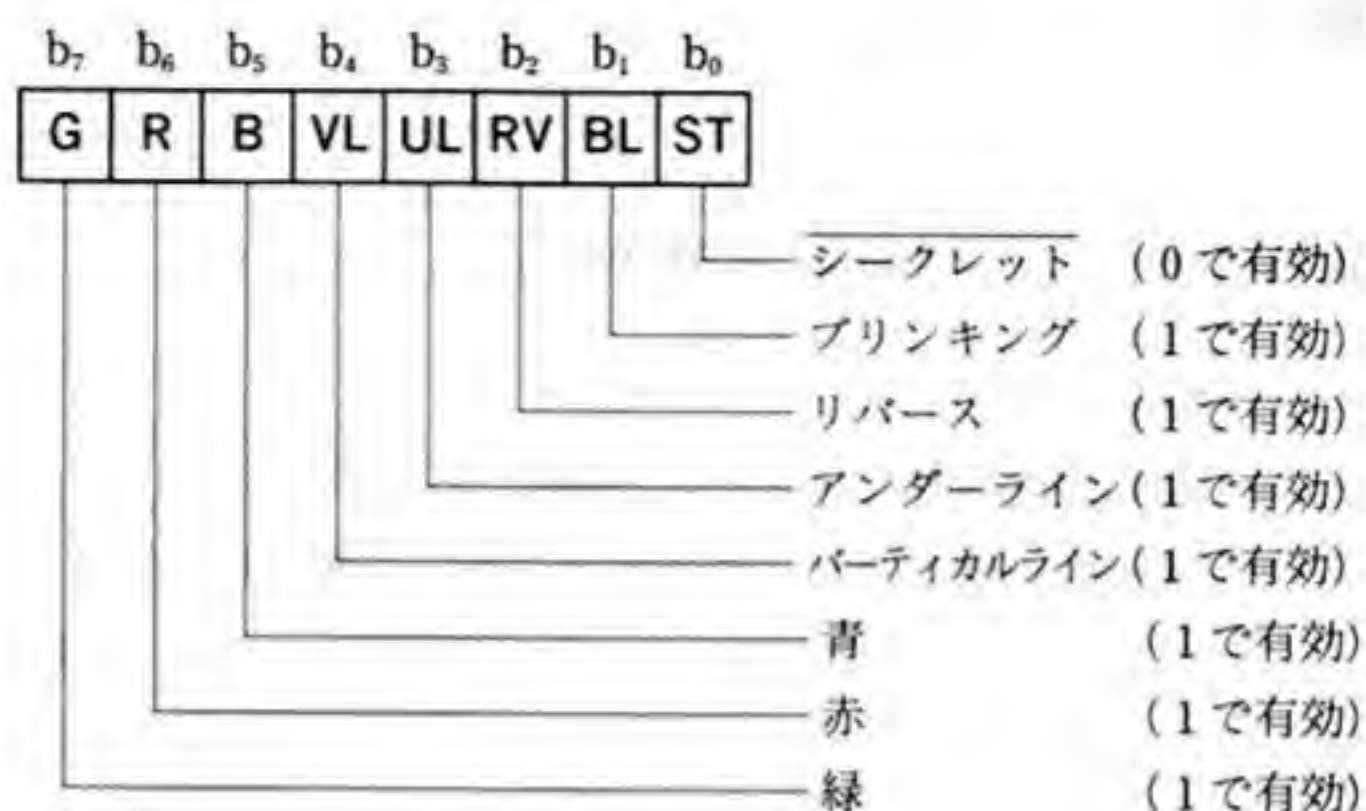 b₇ b₆ b₅ b₄ b₃ b₂ b₁ b₀
G R B VL UL RV BL ST
シークレット (0で有効)
ブリンキング (1で有効)
リバース (1で有効)
アンダーライン(1で有効)
バーティカルライン(1で有効)
青 (1で有効)
赤 (1で有効)
緑 (1で有効)